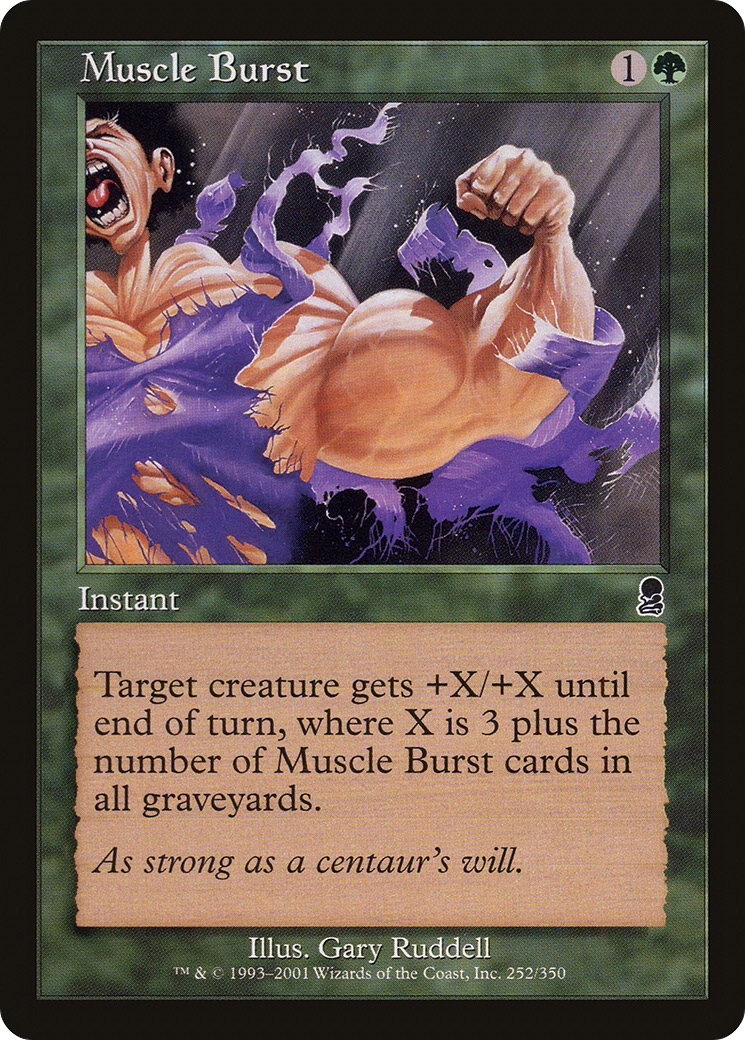 Muscle Burst 1
Instant
Target creature gets +X/+X until
end of turn, where X is 3 plus the
number of Muscle Burst cards in
all graveyards.
As strong as a centaur's will.
Illus. Gary Ruddell
™ & © 1993–2001 Wizards of the Coast, Inc. 252/350